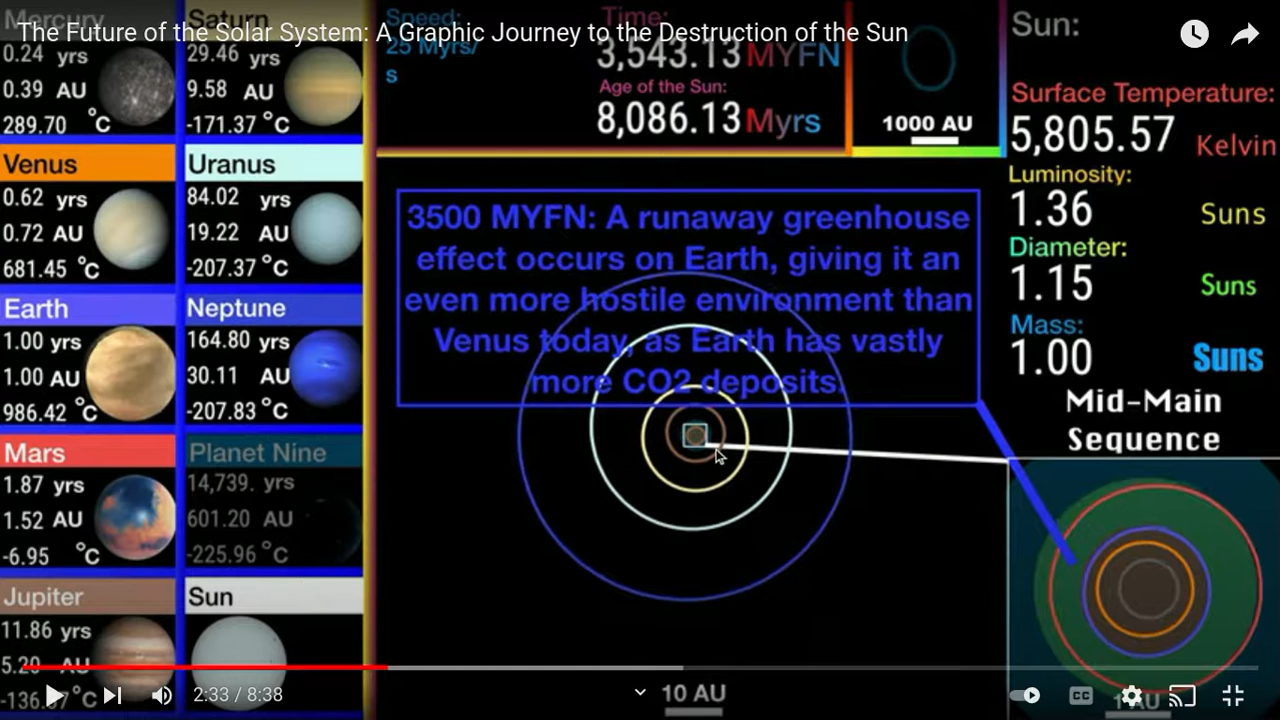 The Future of the Solar System: A Graphic Journey to the Destruction of the Sun
Mercury
0.24 yrs
0.39 AU
289.70 °C
Saturn
29.46 yrs
9.58 AU
-171.37 °C
Venus
0.62 yrs
0.72 AU
681.45 °C
Uranus
84.02 yrs
19.22 AU
-207.37 °C
Earth
1.00 yrs
1.00 AU
986.42 °C
Neptune
164.80 yrs
30.11 AU
-207.83 °C
Mars
1.87 yrs
1.52 AU
-6.95 °C
Planet Nine
14,739. yrs
601.20 AU
-225.96 °C
Jupiter
11.86 yrs
5.20 AU
Sun
Speed:
25 Myrs/
s
Time:
3,543.13 MYFN
Age of the Sun:
8,086.13 Myrs
1000 AU
3500 MYFN: A runaway greenhouse
effect occurs on Earth, giving it an
even more hostile environment than
Venus today, as Earth has vastly
more CO2 deposits.
10 AU
Sun:
Surface Temperature:
5,805.57 Kelvin
Luminosity:
1.36 Suns
Diameter:
1.15 Suns
Mass:
1.00 Suns
Mid-Main
Sequence
1 AU
2:33 / 8:38
CC